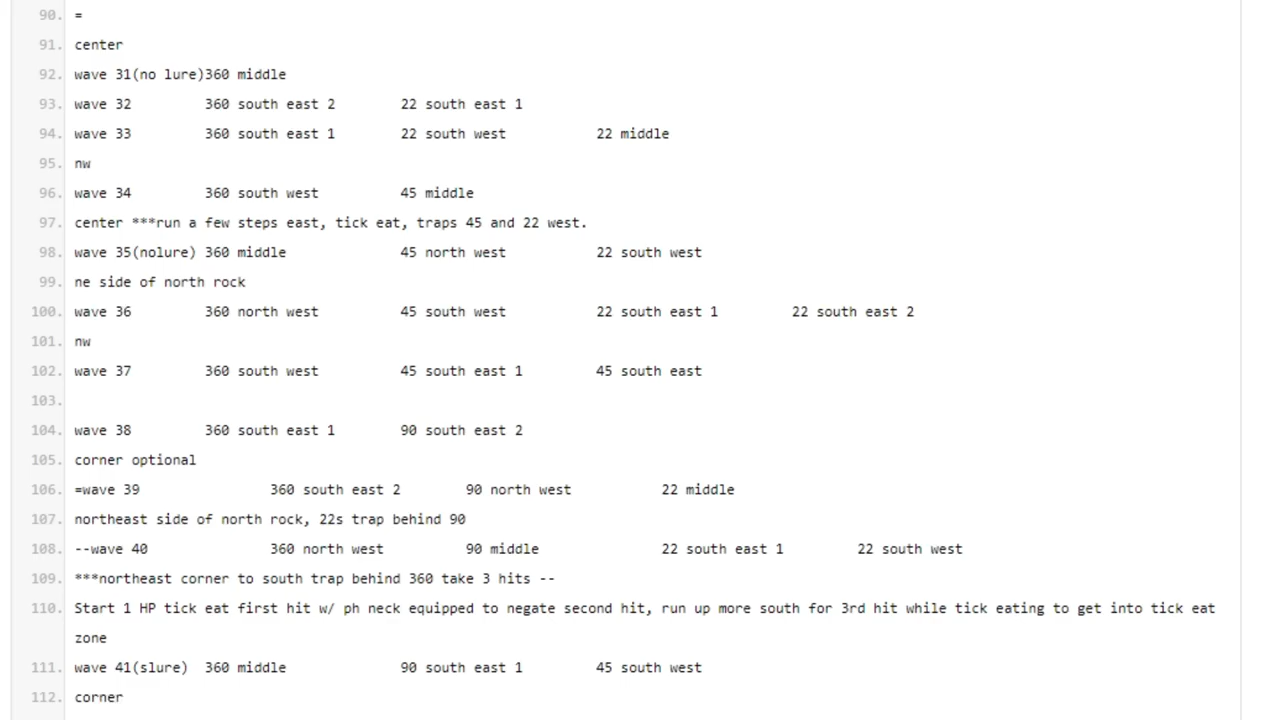 90. =
91. center
92. wave 31(no lure)360 middle
93. wave 32 360 south east 2 22 south east 1
94. wave 33 360 south east 1 22 south west 22 middle
95. nw
96. wave 34 360 south west 45 middle
97. center ***run a few steps east, tick eat, traps 45 and 22 west.
98. wave 35(nolure) 360 middle 45 north west 22 south west
99. ne side of north rock
100. wave 36 360 north west 45 south west 22 south east 1 22 south east 2
101. nw
102. wave 37 360 south west 45 south east 1 45 south east
103.
104. wave 38 360 south east 1 90 south east 2
105. corner optional
106. =wave 39 360 south east 2 90 north west 22 middle
107. northeast side of north rock, 22s trap behind 90
108. --wave 40 360 north west 90 middle 22 south east 1 22 south west
109. ***northeast corner to south trap behind 360 take 3 hits --
110. Start 1 HP tick eat first hit w/ ph neck equipped to negate second hit, run up more south for 3rd hit while tick eating to get into tick eat
zone
111. wave 41(slure) 360 middle 90 south east 1 45 south west
112. corner